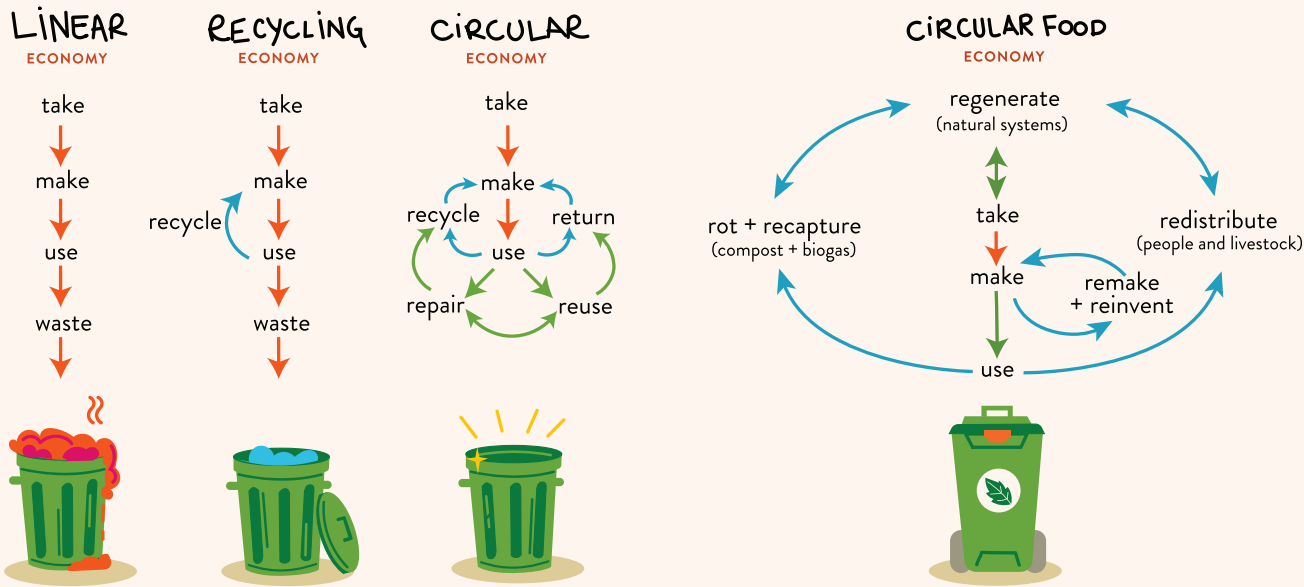 LINEAR
ECONOMY
take
make
use
waste
RECYCLING
ECONOMY
take
make
recycle
use
waste
CIRCULAR
ECONOMY
take
make
recycle
return
use
repair
reuse
CIRCULAR FOOD
ECONOMY
regenerate
(natural systems)
take
rot + recapture
(compost + biogas)
redistribute
(people and livestock)
make
remake
+ reinvent
use